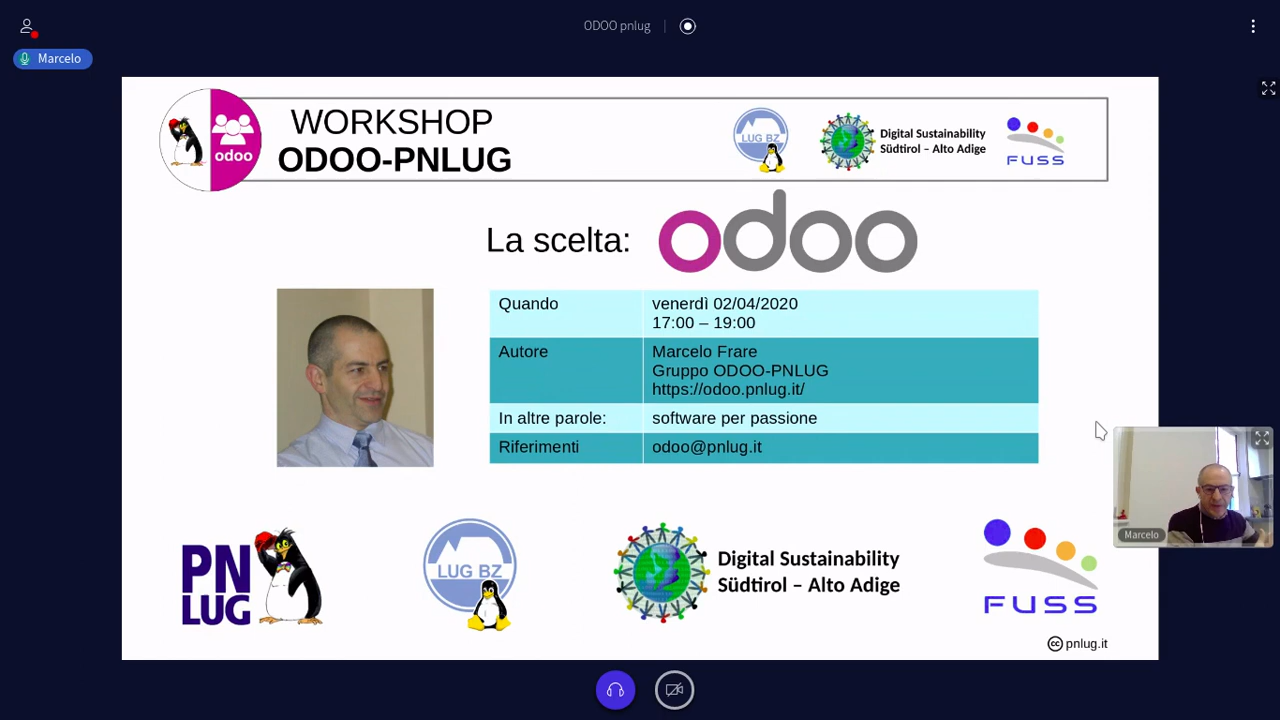 ODOO pnlug
Marcelo
WORKSHOP
ODOO-PNLUG
odoo
LUG BZ
Digital Sustainability
Südtirol – Alto Adige
FUSS
La scelta:
odoo
Quando
venerdì 02/04/2020
17:00 – 19:00
Autore
Marcelo Frare
Gruppo ODOO-PNLUG
https://odoo.pnlug.it/
In altre parole:
software per passione
Riferimenti
odoo@pnlug.it
Marcelo
PN
LUG
LUG BZ
Digital Sustainability
Südtirol – Alto Adige
FUSS
cc pnlug.it